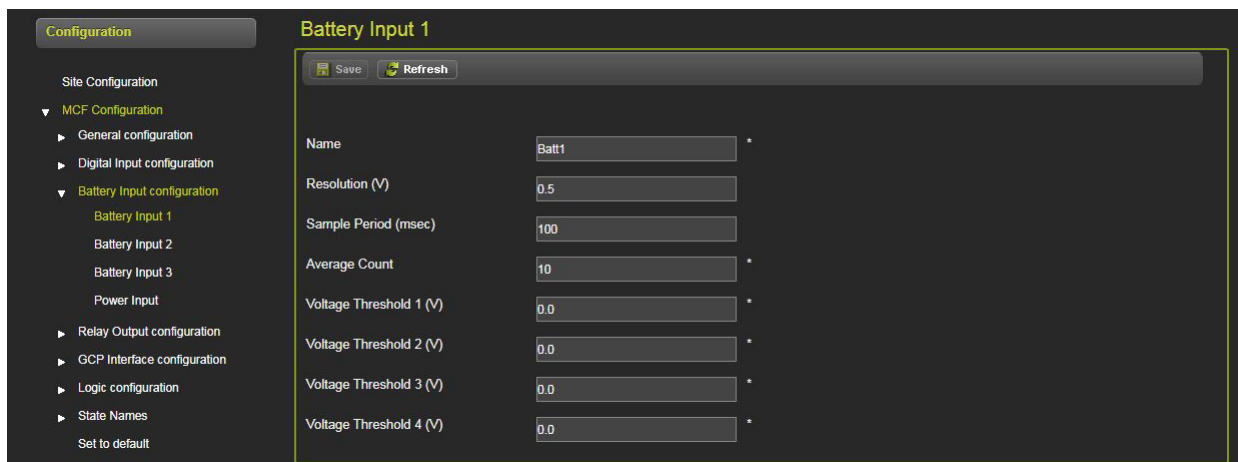 Configuration
Site Configuration
MCF Configuration
General configuration
Digital Input configuration
Battery Input configuration
Battery Input 1
Battery Input 2
Battery Input 3
Power Input
Relay Output configuration
GCP Interface configuration
Logic configuration
State Names
Set to default
Battery Input 1
Save Refresh
Name Batt1 *
Resolution (V) 0.5
Sample Period (msec) 100
Average Count 10 *
Voltage Threshold 1 (V) 0.0 *
Voltage Threshold 2 (V) 0.0 *
Voltage Threshold 3 (V) 0.0 *
Voltage Threshold 4 (V) 0.0 *